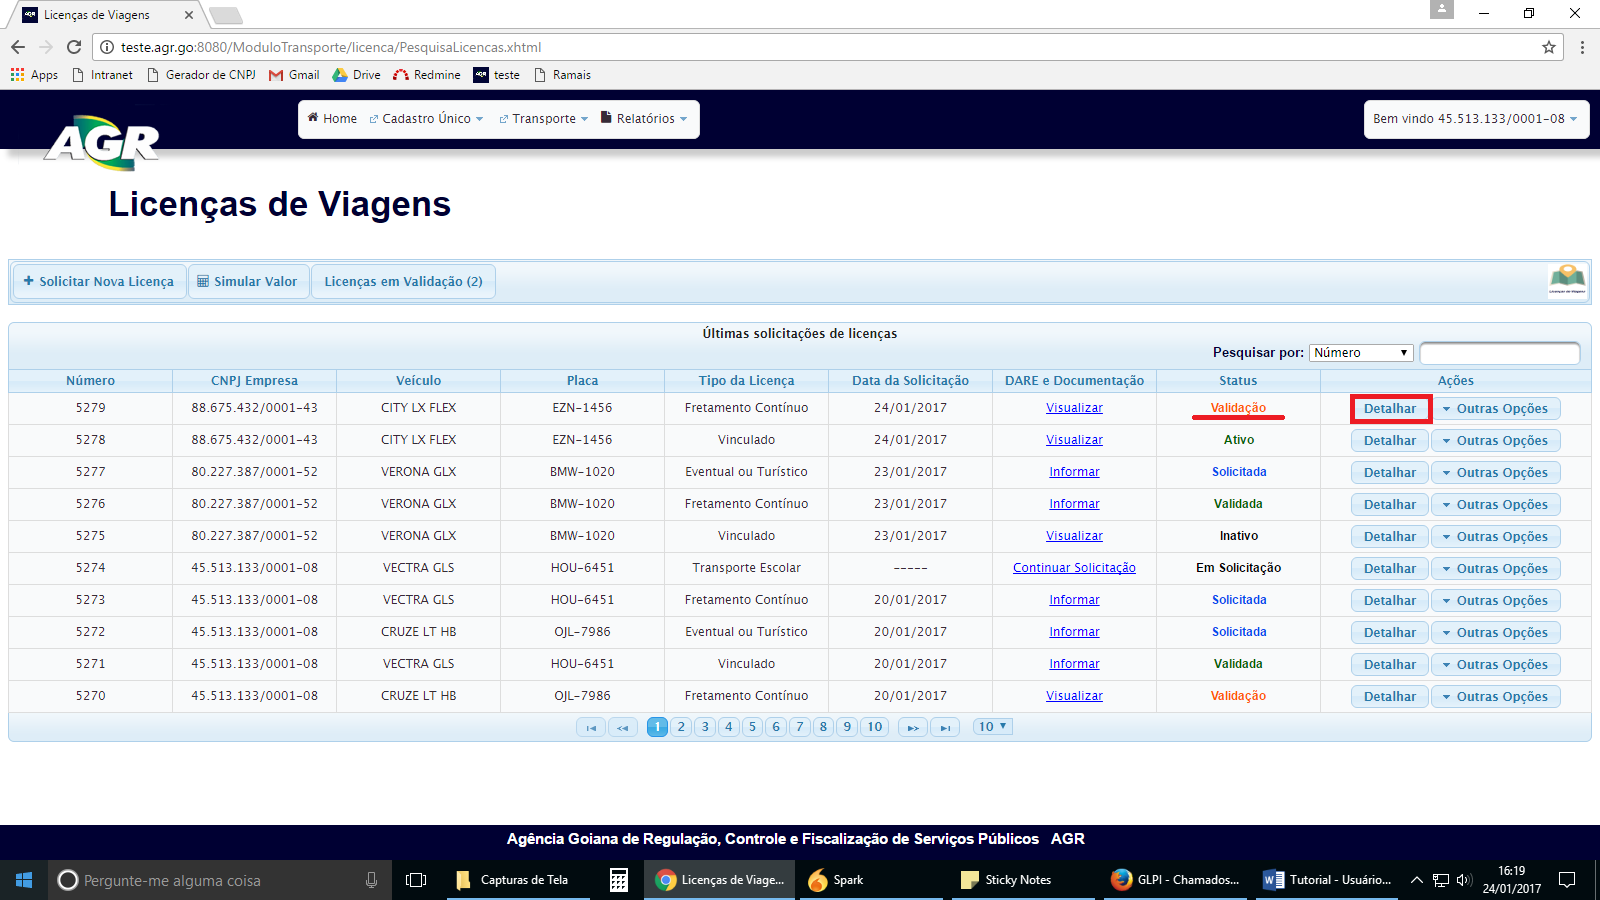 Licenças de Viagens
teste.agr.go:8080/ModuloTransporte/licenca/PesquisaLicencas.xhtml
Apps Intranet Gerador de CNPJ Gmail Drive Redmine teste Ramais
AGR
Home Cadastro Único Transporte Relatórios
Bem vindo 45.513.133/0001-08
Licenças de Viagens
Solicitar Nova Licença Simular Valor Licenças em Validação (2)
Últimas solicitações de licenças
Pesquisar por: Número
Número CNPJ Empresa Veículo Placa Tipo da Licença Data da Solicitação DARE e Documentação Status Ações
5279 88.675.432/0001-43 CITY LX FLEX EZN-1456 Fretamento Contínuo 24/01/2017 Visualizar Validação Detalhar Outras Opções
5278 88.675.432/0001-43 CITY LX FLEX EZN-1456 Vinculado 24/01/2017 Visualizar Ativo Detalhar Outras Opções
5277 80.227.387/0001-52 VERONA GLX BMW-1020 Eventual ou Turístico 23/01/2017 Informar Solicitada Detalhar Outras Opções
5276 80.227.387/0001-52 VERONA GLX BMW-1020 Fretamento Contínuo 23/01/2017 Informar Validada Detalhar Outras Opções
5275 80.227.387/0001-52 VERONA GLX BMW-1020 Vinculado 23/01/2017 Visualizar Inativo Detalhar Outras Opções
5274 45.513.133/0001-08 VECTRA GLS HOU-6451 Transporte Escolar ----- Continuar Solicitação Em Solicitação Detalhar Outras Opções
5273 45.513.133/0001-08 VECTRA GLS HOU-6451 Fretamento Contínuo 20/01/2017 Informar Solicitada Detalhar Outras Opções
5272 45.513.133/0001-08 CRUZE LT HB OJL-7986 Eventual ou Turístico 20/01/2017 Informar Solicitada Detalhar Outras Opções
5271 45.513.133/0001-08 VECTRA GLS HOU-6451 Vinculado 20/01/2017 Informar Validada Detalhar Outras Opções
5270 45.513.133/0001-08 CRUZE LT HB OJL-7986 Fretamento Contínuo 20/01/2017 Visualizar Validação Detalhar Outras Opções
1 2 3 4 5 6 7 8 9 10 10
Agência Goiana de Regulação, Controle e Fiscalização de Serviços Públicos AGR
Pergunte-me alguma coisa Capturas de Tela Licenças de Viage... Spark Sticky Notes GLPI - Chamados... Tutorial - Usuário... 16:19
24/01/2017